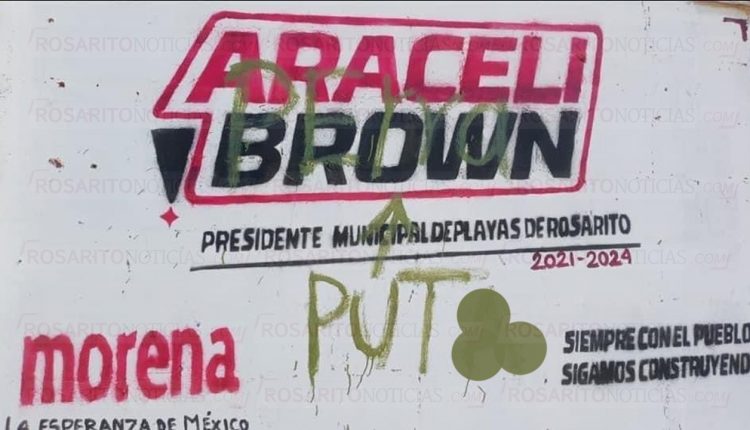 ARACELI
BROWN
PRESIDENTE MUNICIPAL DE PLAYAS DE ROSARITO
2021-2024
PUT
morena
LA ESPERANZA DE MÉXICO
SIEMPRE CON EL PUEBLO
SIGAMOS CONSTRUYEND
ROSARITONOTICIAS.com